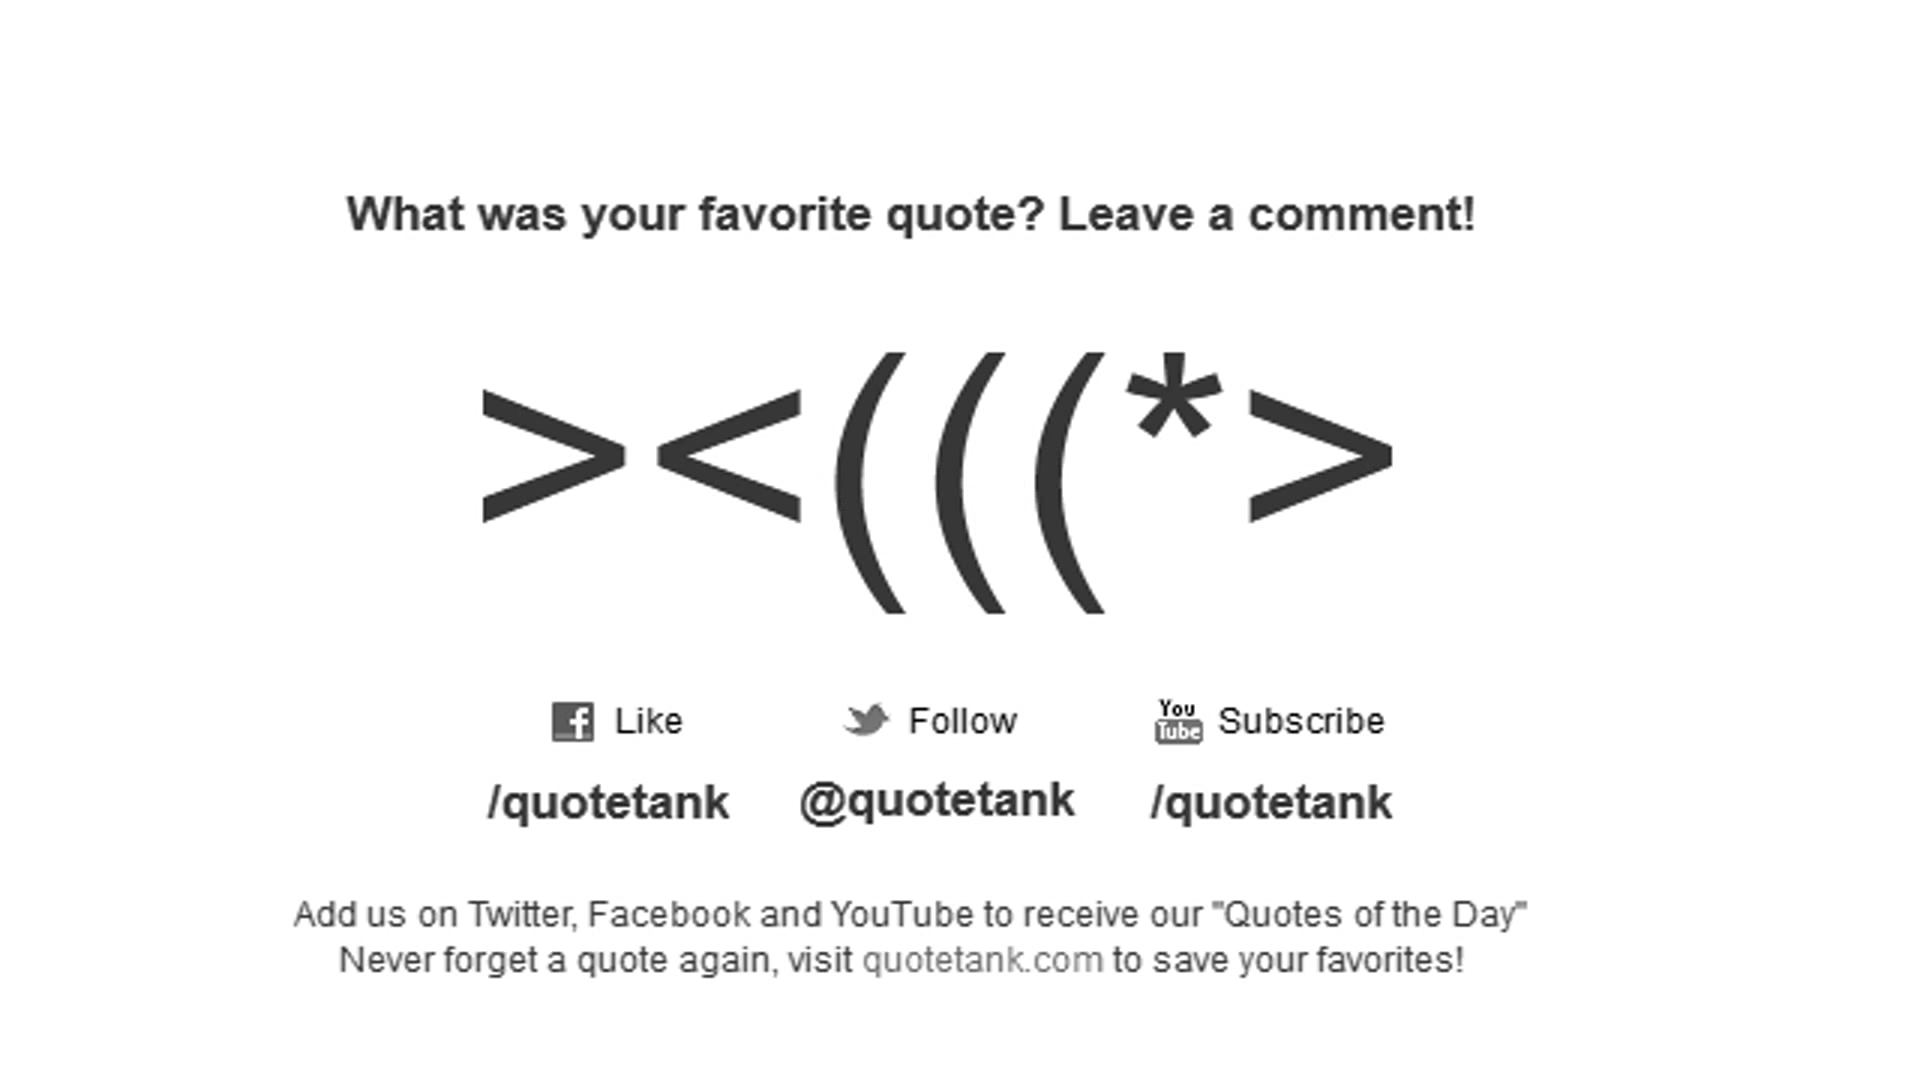 What was your favorite quote? Leave a comment!
><(((*>
f Like
Follow
You Tube Subscribe
/quotetank
@quotetank
/quotetank
Add us on Twitter, Facebook and YouTube to receive our "Quotes of the Day"
Never forget a quote again, visit quotetank.com to save your favorites!